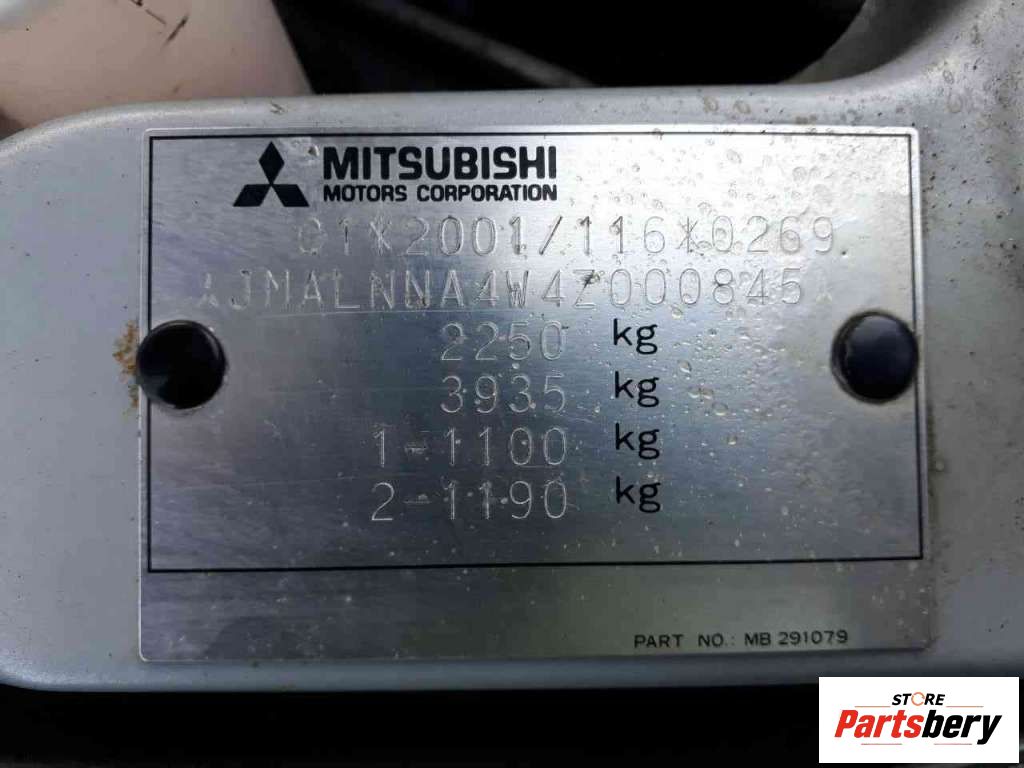 MITSUBISHI
MOTORS CORPORATION
C1*2001/116*0269
*JMALNNA4W4Z000845*
2250 kg
3935 kg
1-1100 kg
2-1190 kg
PART NO.: MB 291079
STORE
Partsbery